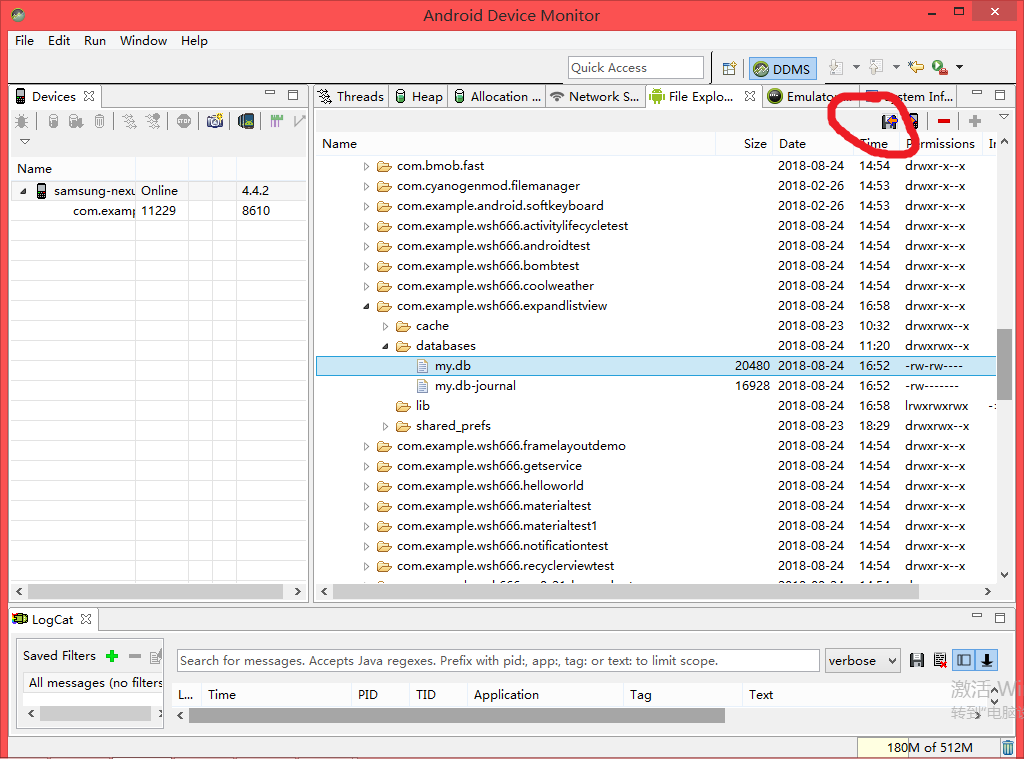 Android Device Monitor
File Edit Run Window Help
Quick Access
DDMS
Devices
Threads Heap Allocation ... Network S... File Explo... Emulato System Inf...
Name
samsung-nexu Online 4.4.2
com.examp 11229 8610
Name Size Date Time Permissions
com.bmob.fast 2018-08-24 14:54 drwxr-x--x
com.cyanogenmod.filemanager 2018-02-26 14:53 drwxr-x--x
com.example.android.softkeyboard 2018-02-26 14:53 drwxr-x--x
com.example.wsh666.activitylifecycletest 2018-08-24 14:54 drwxr-x--x
com.example.wsh666.androidtest 2018-08-24 14:54 drwxr-x--x
com.example.wsh666.bombtest 2018-08-24 14:54 drwxr-x--x
com.example.wsh666.coolweather 2018-08-24 14:54 drwxr-x--x
com.example.wsh666.expandlistview 2018-08-24 16:58 drwxr-x--x
cache 2018-08-23 10:32 drwxrwx--x
databases 2018-08-24 11:20 drwxrwx--x
my.db 20480 2018-08-24 16:52 -rw-rw----
my.db-journal 16928 2018-08-24 16:52 -rw-------
lib 2018-08-24 16:58 lrwxrwxrwx ->
shared_prefs 2018-08-23 18:29 drwxrwx--x
com.example.wsh666.framelayoutdemo 2018-08-24 14:54 drwxr-x--x
com.example.wsh666.getservice 2018-08-24 14:54 drwxr-x--x
com.example.wsh666.helloworld 2018-08-24 14:54 drwxr-x--x
com.example.wsh666.materialtest 2018-08-24 14:54 drwxr-x--x
com.example.wsh666.materialtest1 2018-08-24 14:54 drwxr-x--x
com.example.wsh666.notificationtest 2018-08-24 14:54 drwxr-x--x
com.example.wsh666.recyclerviewtest 2018-08-24 14:54 drwxr-x--x
LogCat
Saved Filters
All messages (no filters
Search for messages. Accepts Java regexes. Prefix with pid:, app:, tag: or text: to limit scope.
verbose
L... Time PID TID Application Tag Text
激活 Wi
转到"电脑
180M of 512M